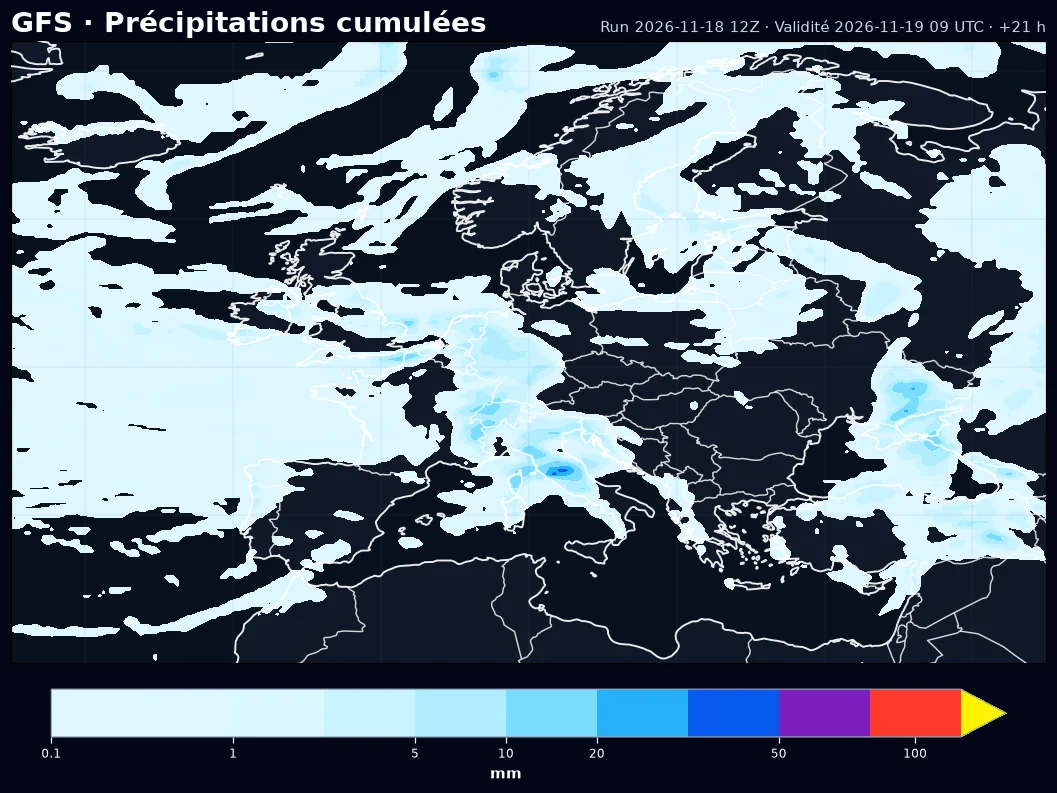 GFS · Précipitations cumulées
Run 2026-11-18 12Z · Validité 2026-11-19 09 UTC · +21 h
0.1 1 5 10 20 50 100
mm